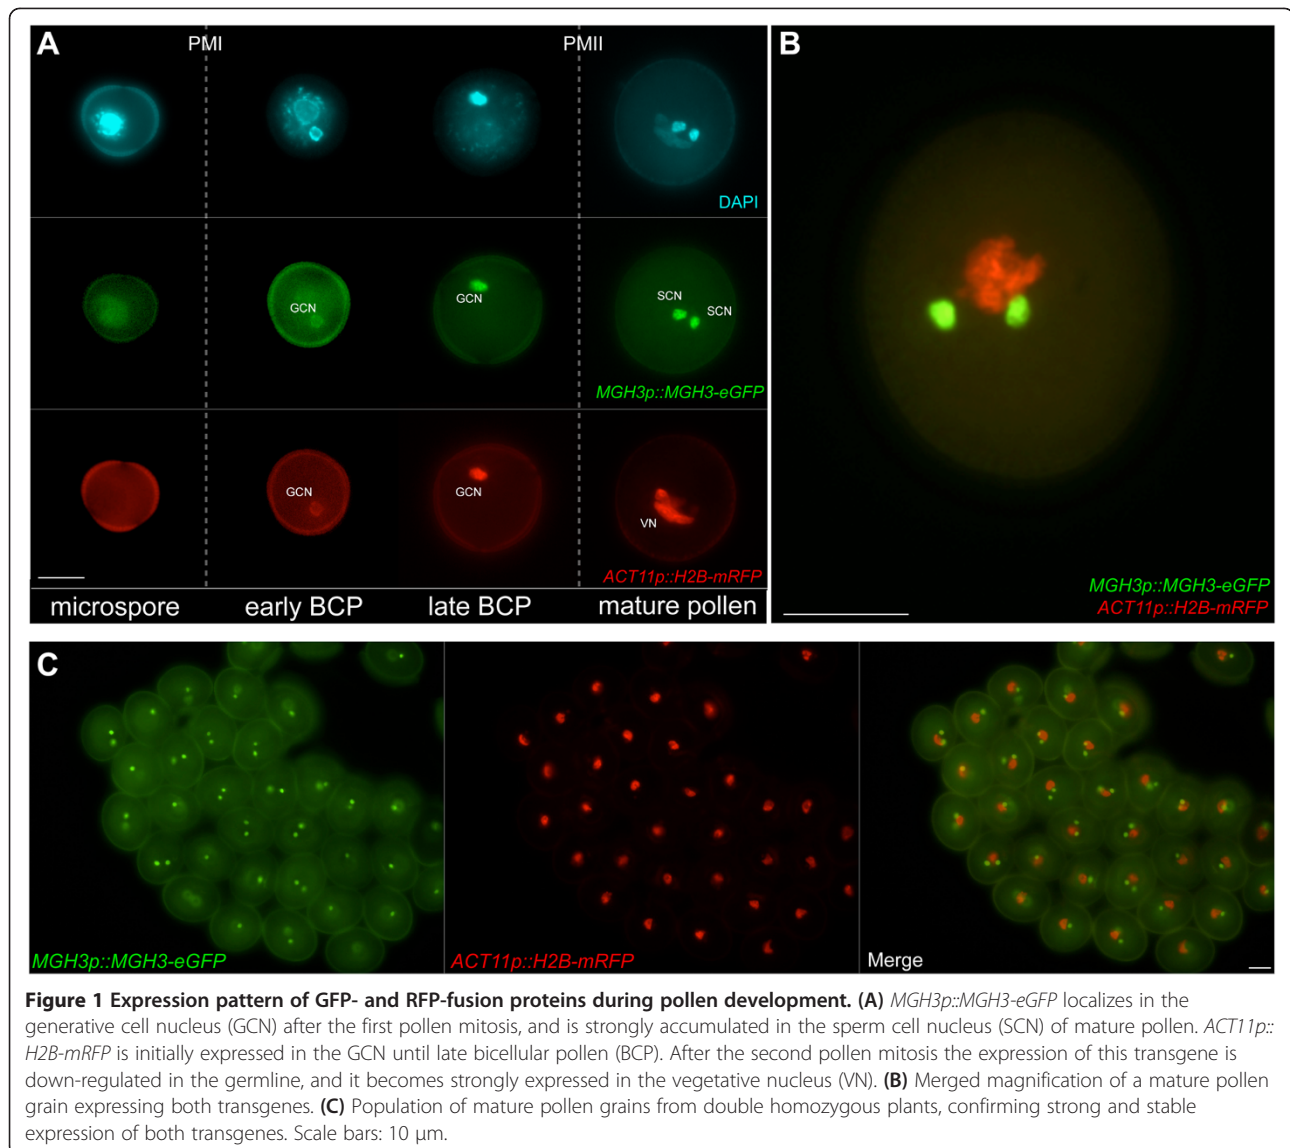 A
PMI
PMII
DAPI
GCN
GCN
SCN
SCN
MGH3p::MGH3-eGFP
GCN
GCN
VN
ACT11p::H2B-mRFP
microspore
early BCP
late BCP
mature pollen
B
MGH3p::MGH3-eGFP
ACT11p::H2B-mRFP
C
MGH3p::MGH3-eGFP
ACT11p::H2B-mRFP
Merge
Figure 1 Expression pattern of GFP- and RFP-fusion proteins during pollen development. (A) MGH3p::MGH3-eGFP localizes in the
generative cell nucleus (GCN) after the first pollen mitosis, and is strongly accumulated in the sperm cell nucleus (SCN) of mature pollen. ACT11p::
H2B-mRFP is initially expressed in the GCN until late bicellular pollen (BCP). After the second pollen mitosis the expression of this transgene is
down-regulated in the germline, and it becomes strongly expressed in the vegetative nucleus (VN). (B) Merged magnification of a mature pollen
grain expressing both transgenes. (C) Population of mature pollen grains from double homozygous plants, confirming strong and stable
expression of both transgenes. Scale bars: 10 μm.